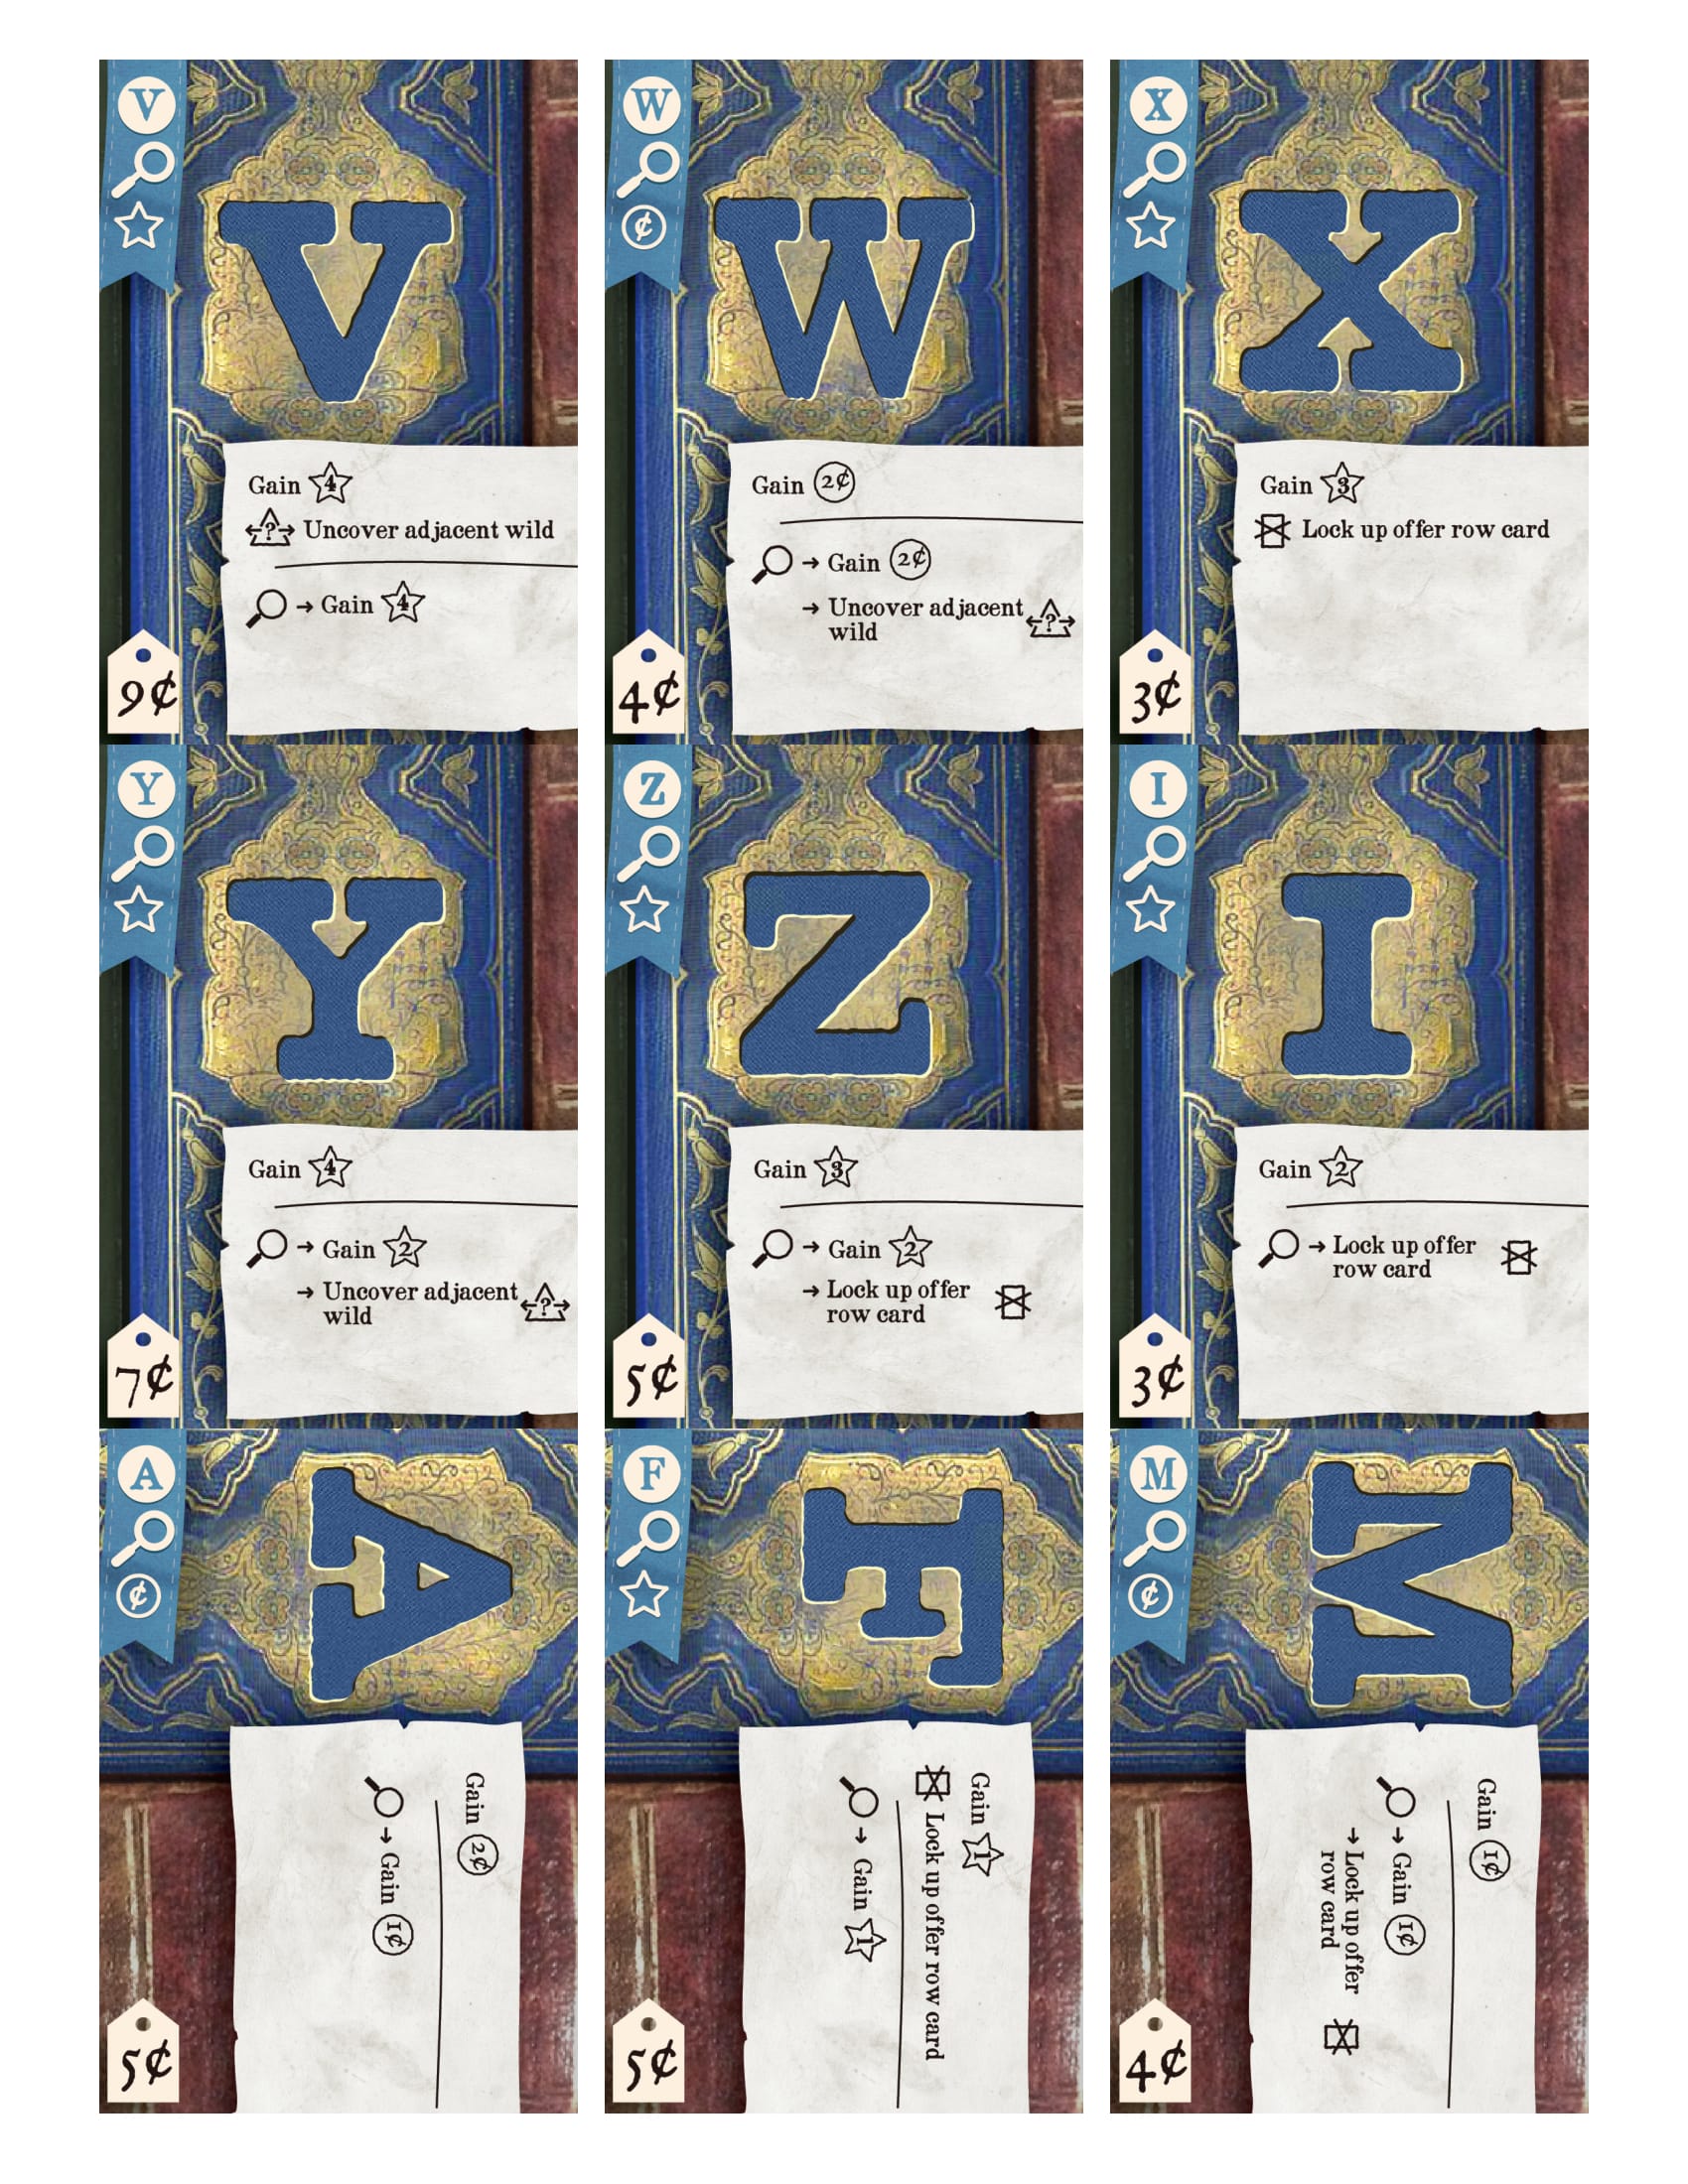 V
V
Gain 4
? Uncover adjacent wild
→ Gain 4
9¢
W
¢
W
Gain 2¢
→ Gain 2¢
→ Uncover adjacent
wild ?
4¢
X
X
Gain 3
Lock up offer row card
3¢
Y
Y
Gain 4
→ Gain 2
→ Uncover adjacent
wild ?
7¢
Z
Z
Gain 3
→ Gain 2
→ Lock up offer
row card
5¢
I
I
Gain 2
→ Lock up offer
row card
3¢
A
¢
A
Gain 2¢
→ Gain 1¢
5¢
F
F
Gain 1
Lock up offer row card
→ Gain 1
5¢
M
¢
M
Gain 1¢
→ Gain 1¢
→ Lock up offer
row card
4¢